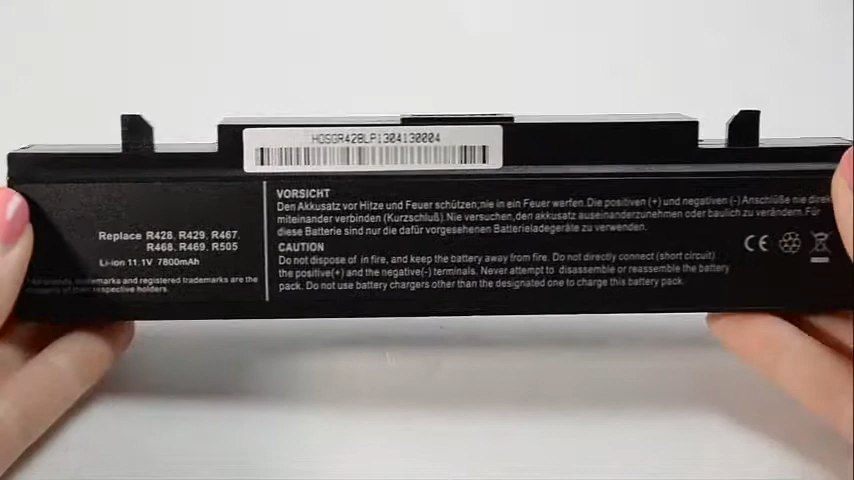 HOSGR428LP1304130004
VORSICHT
Den Akkusatz vor Hitze und Feuer schützen;nie in ein Feuer werfen.Die positiven (+) und negativen (-) Anschlüße nie direkt
miteinander verbinden (Kurzschluß).Nie versuchen,den akkusatz auseinanderzunehmen oder baulich zu verändern.Für
diese Batterie sind nur die dafür vorgesehenen Batterieladegeräte zu verwenden.
CAUTION
Do not dispose of in fire, and keep the battery away from fire. Do not directly connect (short circuit)
the positive(+) and the negative(-) terminals. Never attempt to disassemble or reassemble the battery
pack. Do not use battery chargers other than the designated one to charge this battery pack.
Replace R428, R429, R467,
R468, R469, R505
Li-ion 11.1V 7800mAh
trademarks and registered trademarks are the
property of their respective holders.
CE